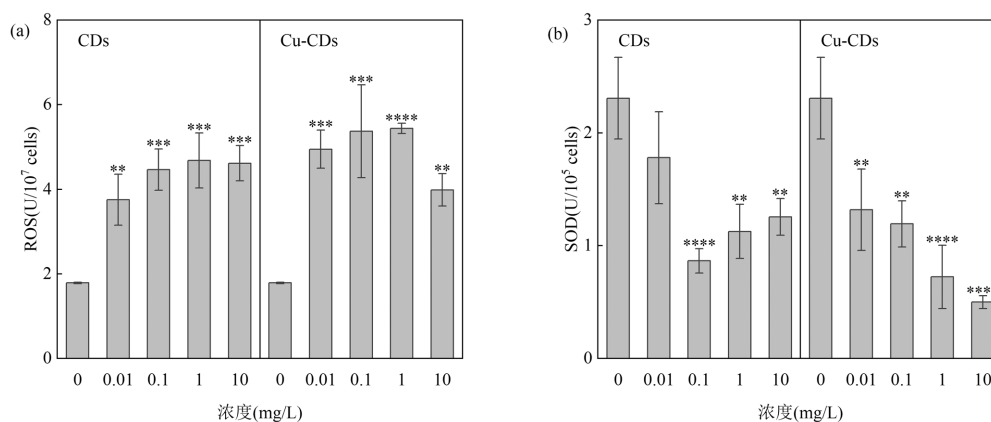 (a)
CDs
Cu-CDs
ROS(U/10⁷ cells)
8
6
4
2
0
**
***
***
***
***
***
****
**
0 0.01 0.1 1 10 0 0.01 0.1 1 10
浓度(mg/L)
(b)
CDs
Cu-CDs
SOD(U/10⁵ cells)
3
2
1
0
****
**
**
**
**
****
****
0 0.01 0.1 1 10 0 0.01 0.1 1 10
浓度(mg/L)